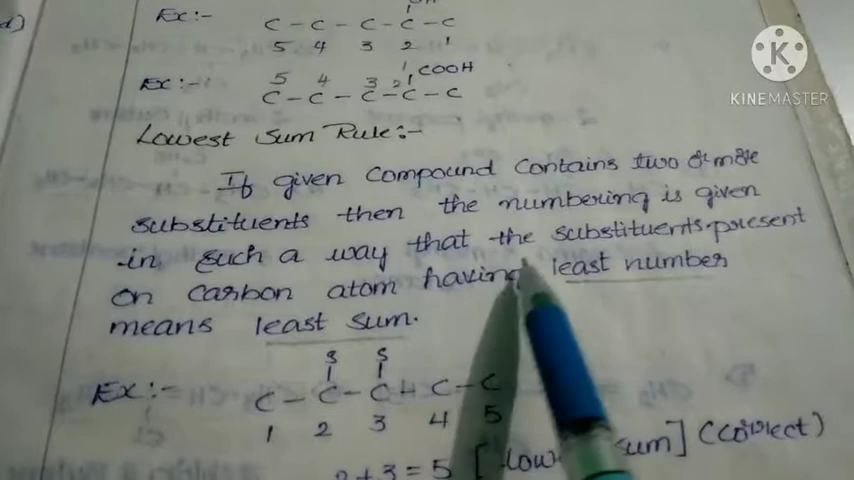 Ex:-
C - C - C - C - C
5 4 3 2 1
Ex:- 5 4 3 2 1 COOH
C - C - C - C - C
Lowest Sum Rule:-
If given compound contains two or more
substituents then the numbering is given
in such a way that the substituents present
on carbon atom having least number
means least sum.
S S
Ex:- C - C - C - C - C
1 2 3 4 5
2+3=5 [low sum] (correct)
K
KINEMASTER